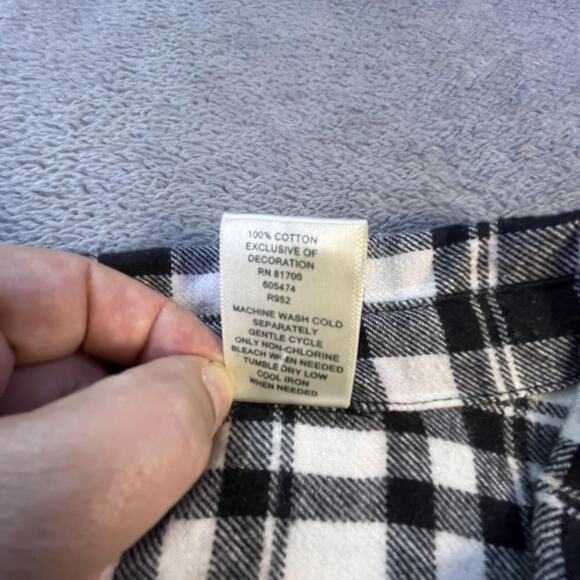 100% COTTON
EXCLUSIVE OF
DECORATION
RN 81700
605474
R952
MACHINE WASH COLD
SEPARATELY
GENTLE CYCLE
ONLY NON-CHLORINE
BLEACH WHEN NEEDED
TUMBLE DRY LOW
COOL IRON
WHEN NEEDED